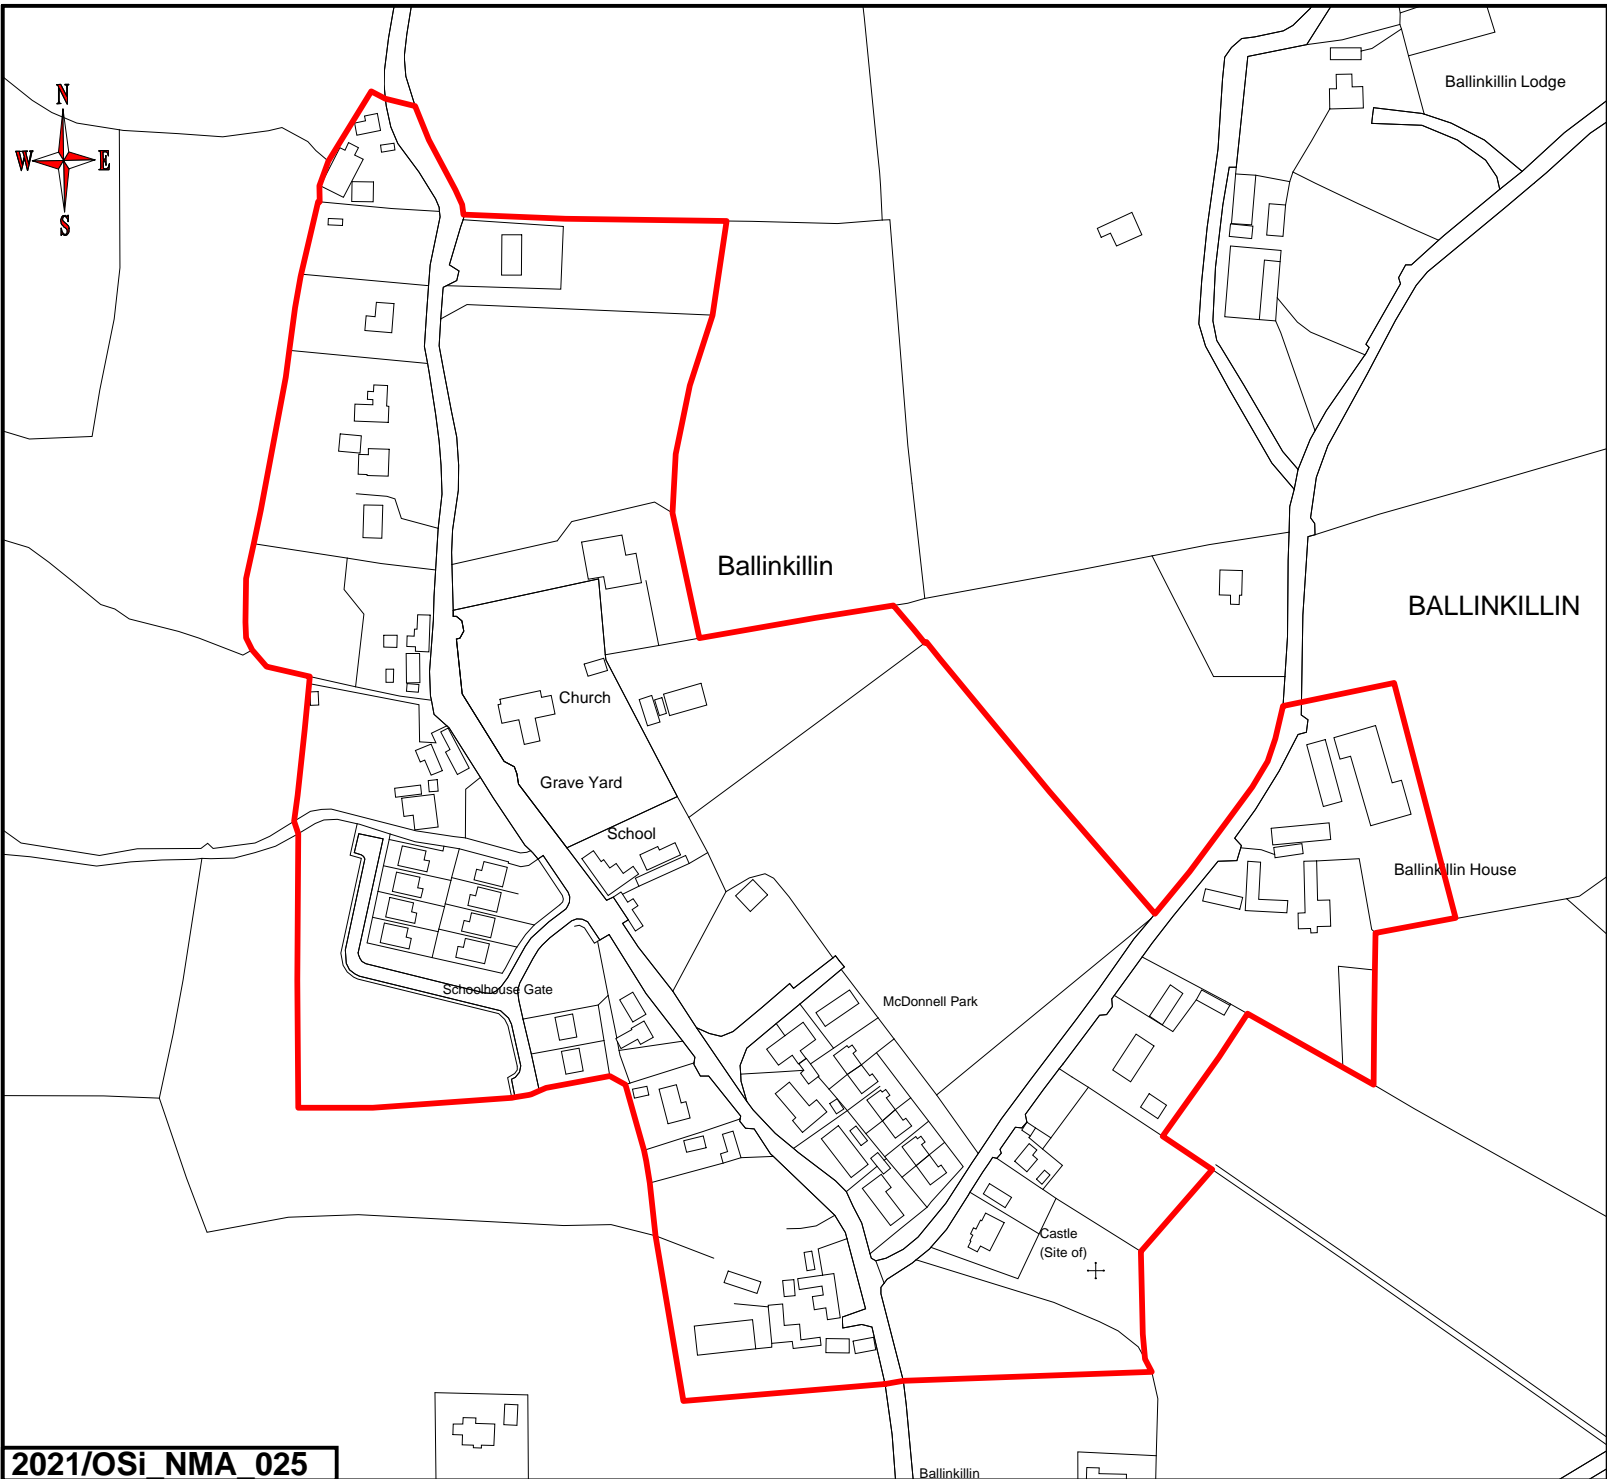 Ballinkillin Lodge
N
W E
S
Ballinkillin
BALLINKILLIN
Church
Grave Yard
School
Ballinkillin House
Schoolhouse Gate
McDonnell Park
Castle
(Site of)
2021/OSi_NMA_025
Ballinkillin